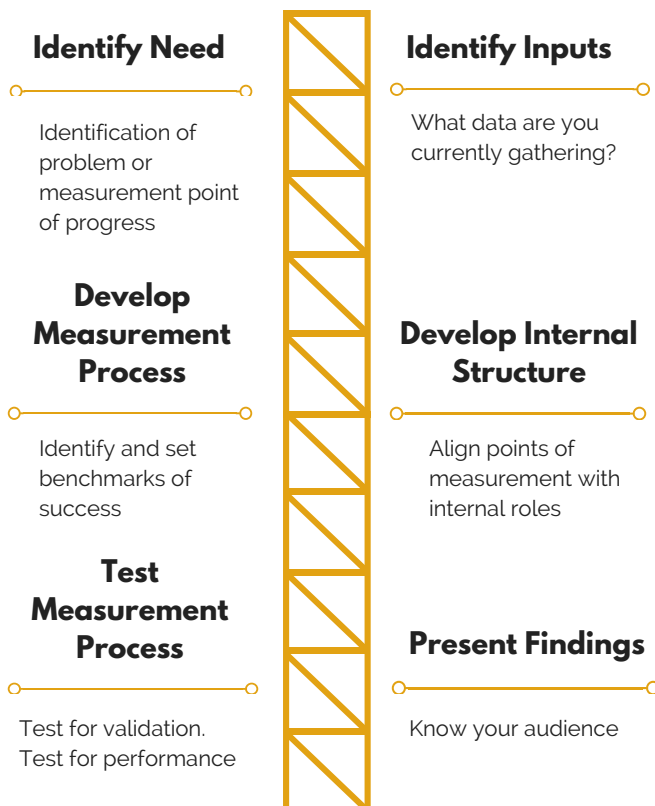 Identify Need
Identification of
problem or
measurement point
of progress
Identify Inputs
What data are you
currently gathering?
Develop
Measurement
Process
Identify and set
benchmarks of
success
Develop Internal
Structure
Align points of
measurement with
internal roles
Test
Measurement
Process
Test for validation.
Test for performance
Present Findings
Know your audience